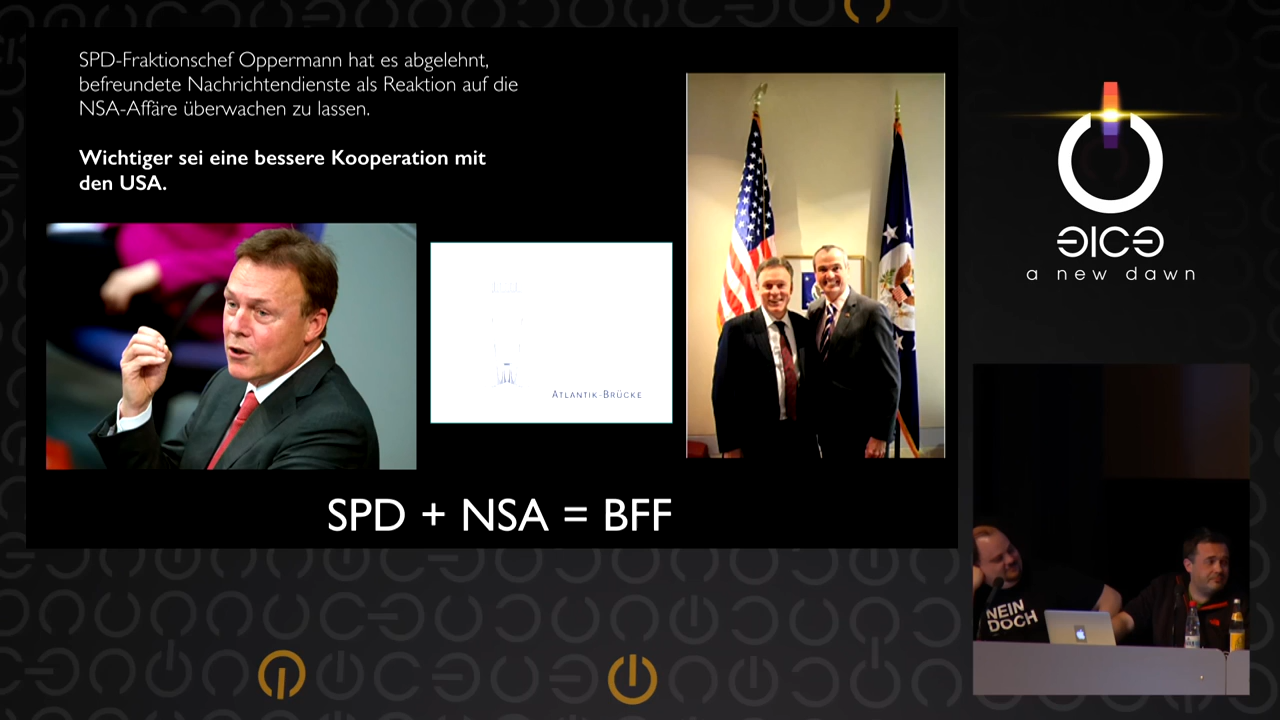 SPD-Fraktionschef Oppermann hat es abgelehnt,
befreundete Nachrichtendienste als Reaktion auf die
NSA-Affäre überwachen zu lassen.
Wichtiger sei eine bessere Kooperation mit
den USA.
ATLANTIK-BRÜCKE
SPD + NSA = BFF
a new dawn
NEIN
DOCH